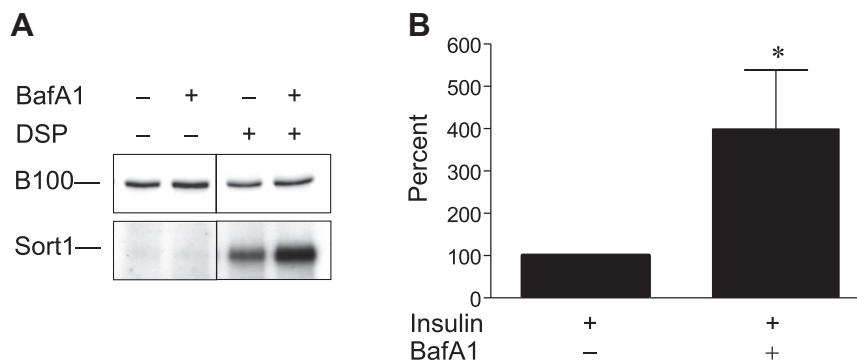 A
BafA1 – + – +
DSP – – + +
B100
Sort1
B
600
500
400
300
200
100
0
Percent
*
Insulin + +
BafA1 – +